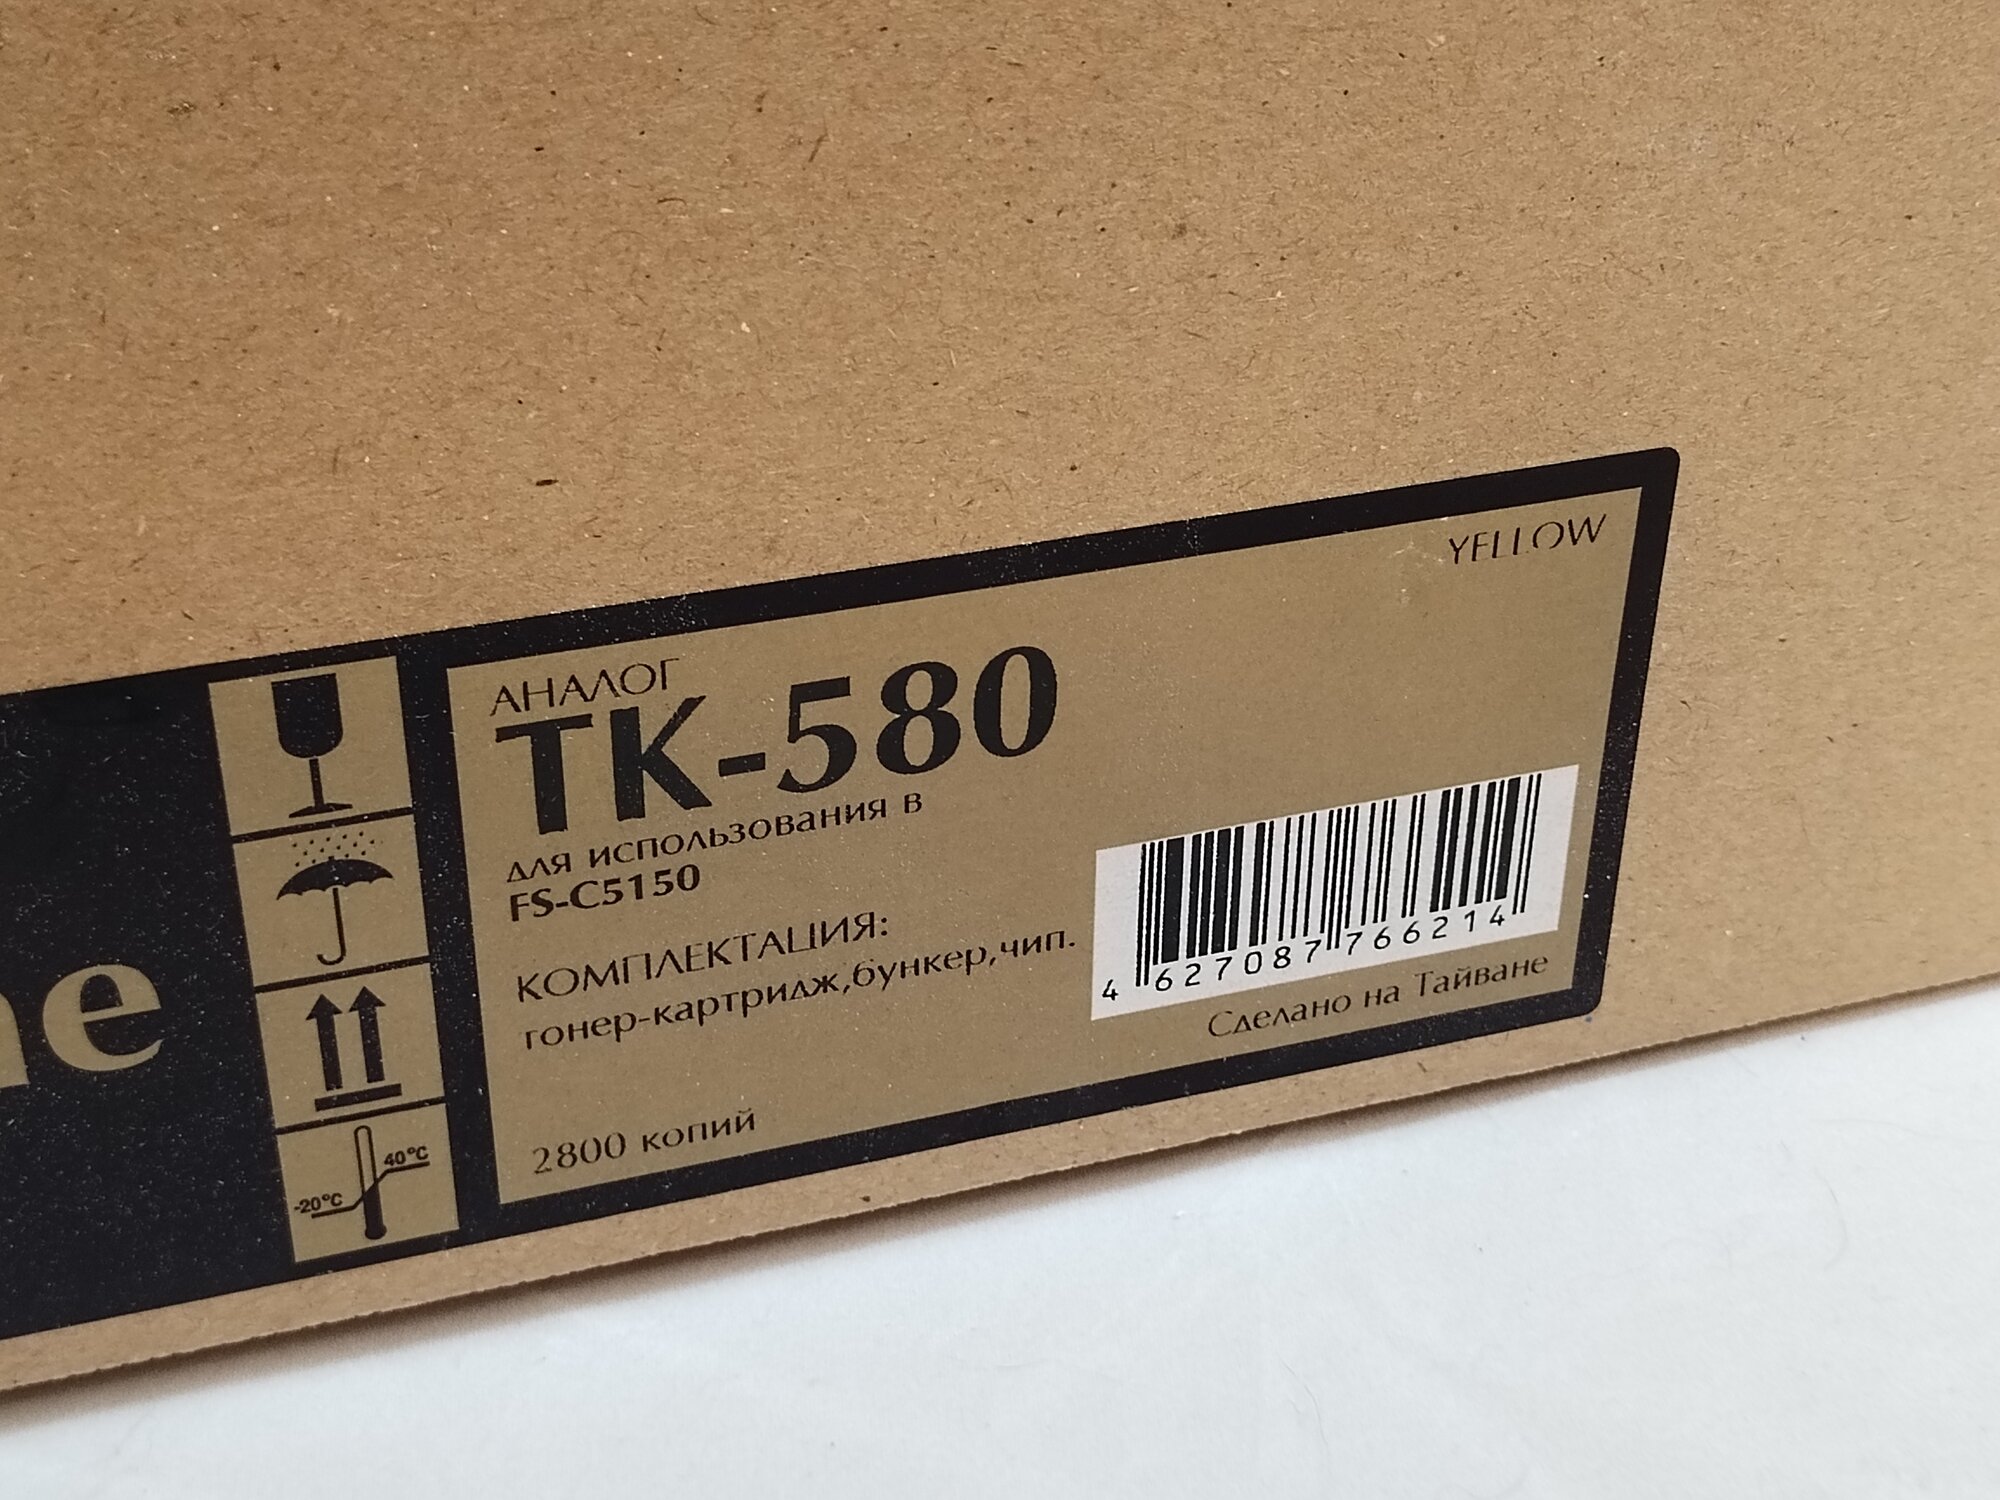 YELLOW
АНАЛОГ
TK-580
для использования в
FS-C5150
КОМПЛЕКТАЦИЯ:
тонер-картридж,бункер,чип.
4 627087 766214
Сделано на Тайване
2800 копий
40°C
-20°C